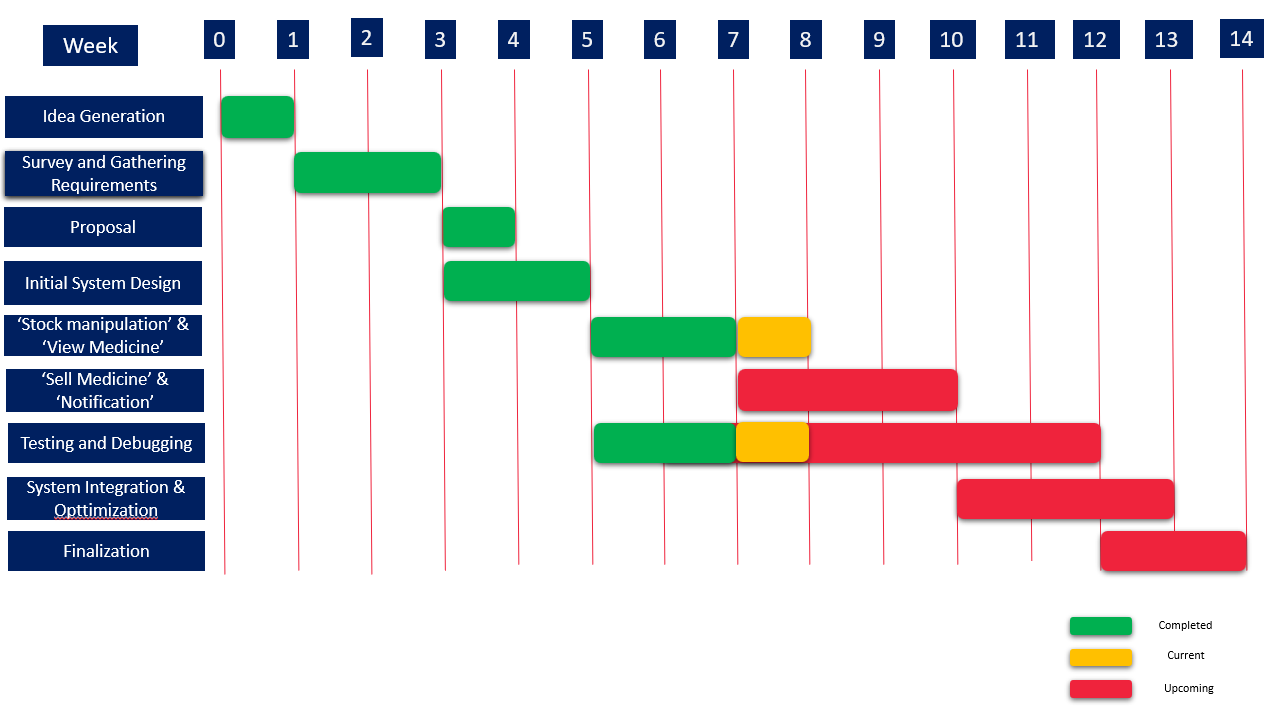 Week
0 1 2 3 4 5 6 7 8 9 10 11 12 13 14
Idea Generation
Survey and Gathering
Requirements
Proposal
Initial System Design
‘Stock manipulation’ &
‘View Medicine’
‘Sell Medicine’ &
‘Notification’
Testing and Debugging
System Integration &
Opttimization
Finalization
Completed
Current
Upcoming